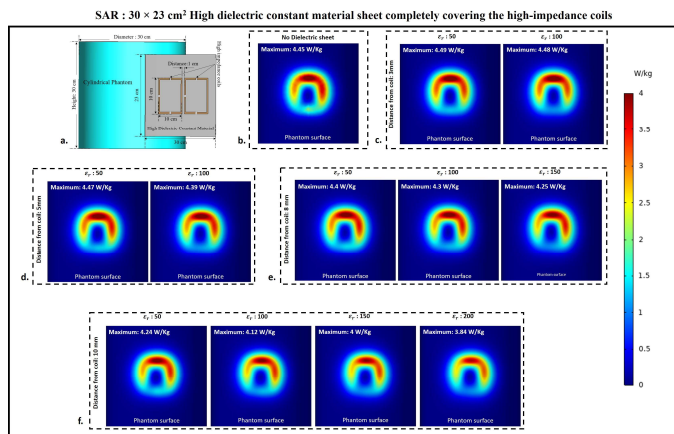 SAR : 30 × 23 cm² High dielectric constant material sheet completely covering the high-impedance coils
Diameter : 30 cm
Height: 30 cm
Cylindrical Phantom
23 cm
Distance: 1 cm
High-impedance coils
18 cm
10 cm
High Dielectric Constant Material
30 cm
a.
No Dielectric sheet
Maximum: 4.45 W/Kg
Phantom surface
b.
εr : 50
εr : 100
Distance from coil: 3mm
Maximum: 4.49 W/Kg
Maximum: 4.48 W/Kg
Phantom surface
Phantom surface
c.
εr : 50
εr : 100
Distance from coil: 5mm
Maximum: 4.47 W/Kg
Maximum: 4.39 W/Kg
Phantom surface
Phantom surface
d.
εr : 50
εr : 100
εr : 150
Distance from coil: 8 mm
Maximum: 4.4 W/Kg
Maximum: 4.3 W/Kg
Maximum: 4.25 W/Kg
Phantom surface
Phantom surface
Phantom surface
e.
εr : 50
εr : 100
εr : 150
εr : 200
Distance from coil: 10 mm
Maximum: 4.24 W/Kg
Maximum: 4.12 W/Kg
Maximum: 4 W/Kg
Maximum: 3.84 W/Kg
Phantom surface
Phantom surface
Phantom surface
Phantom surface
f.
W/kg
4
3.5
3
2.5
2
1.5
1
0.5
0